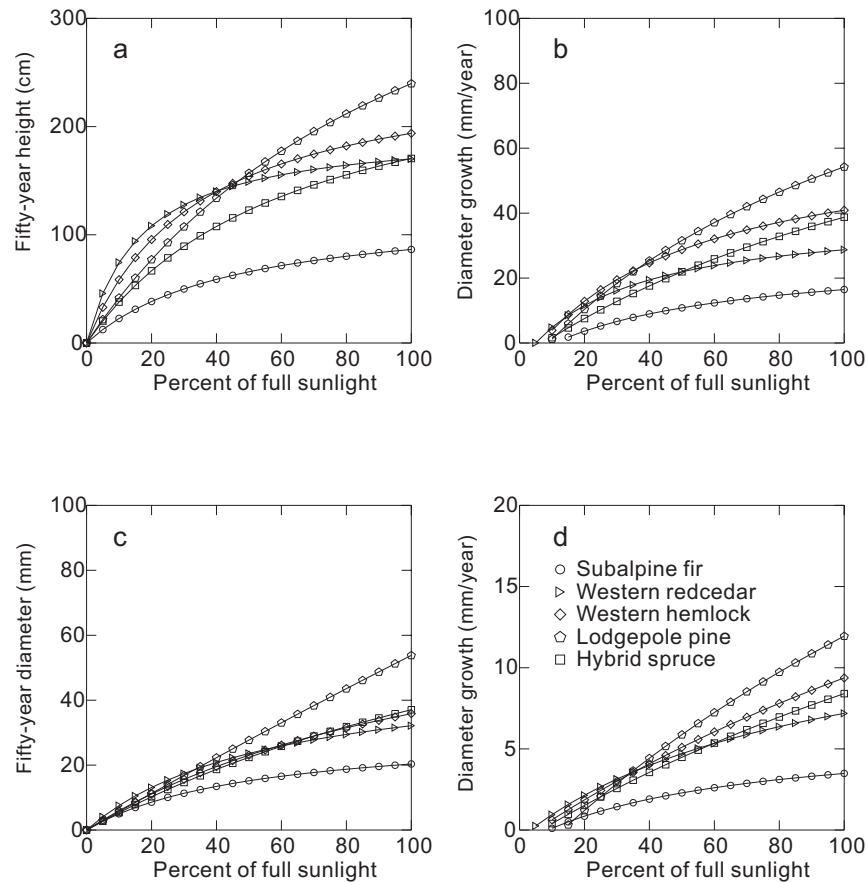 a
Fifty-year height (cm)
300
200
100
0
0 20 40 60 80 100
Percent of full sunlight
b
Diameter growth (mm/year)
100
80
60
40
20
0
0 20 40 60 80 100
Percent of full sunlight
c
Fifty-year diameter (mm)
100
80
60
40
20
0
0 20 40 60 80 100
Percent of full sunlight
d
Diameter growth (mm/year)
20
15
10
5
0
Subalpine fir
Western redcedar
Western hemlock
Lodgepole pine
Hybrid spruce
0 20 40 60 80 100
Percent of full sunlight